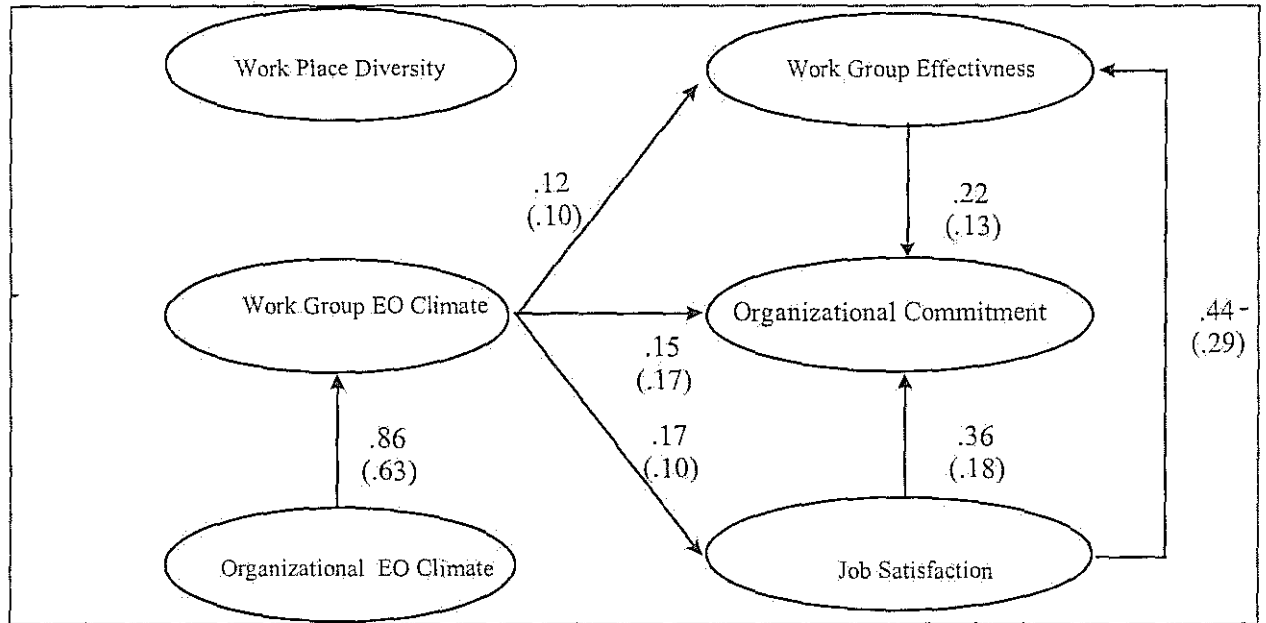 Work Place Diversity
Work Group Effectivness
.12
(.10)
.22
(.13)
Work Group EO Climate
Organizational Commitment
.44-
(.29)
.15
(.17)
.86
(.63)
.17
(.10)
.36
(.18)
Organizational EO Climate
Job Satisfaction